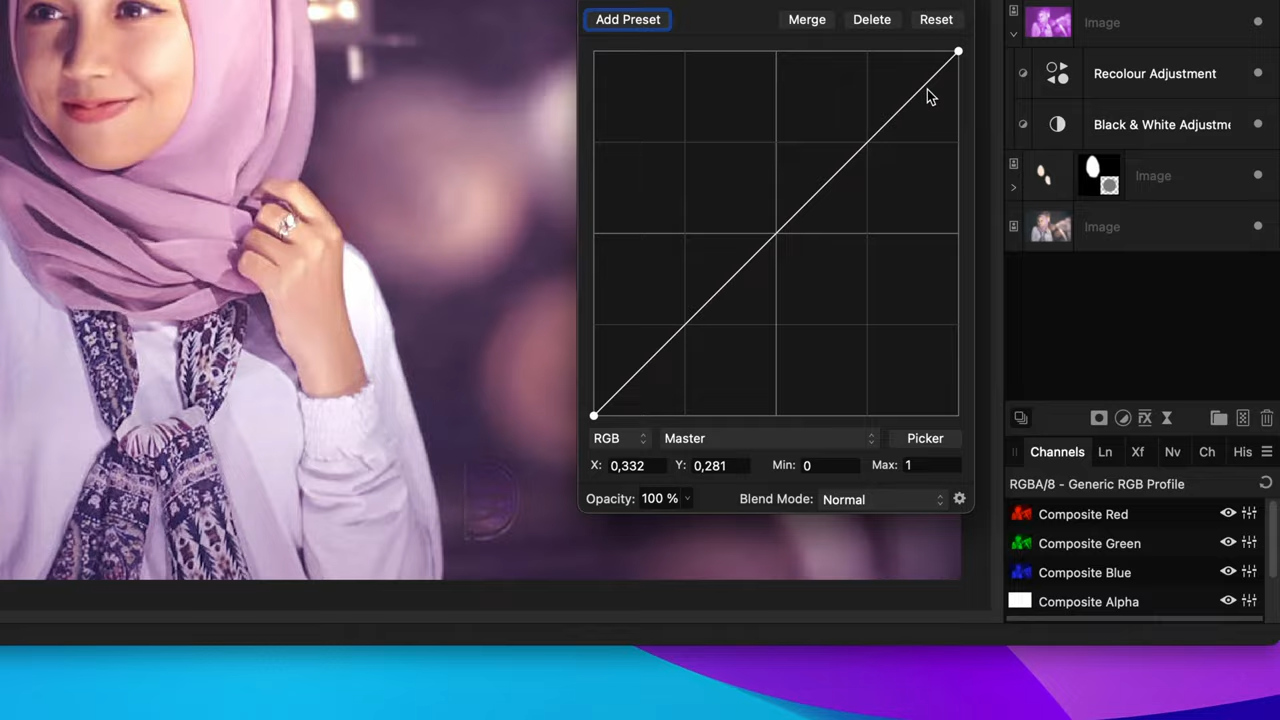 Add Preset Merge Delete Reset
Image
Recolour Adjustment
Black & White Adjustme
Image
Image
RGB Master Picker
X: 0,332 Y: 0,281 Min: 0 Max: 1
Opacity: 100 % Blend Mode: Normal
Channels Ln Xf Nv Ch His
RGBA/8 - Generic RGB Profile
Composite Red
Composite Green
Composite Blue
Composite Alpha